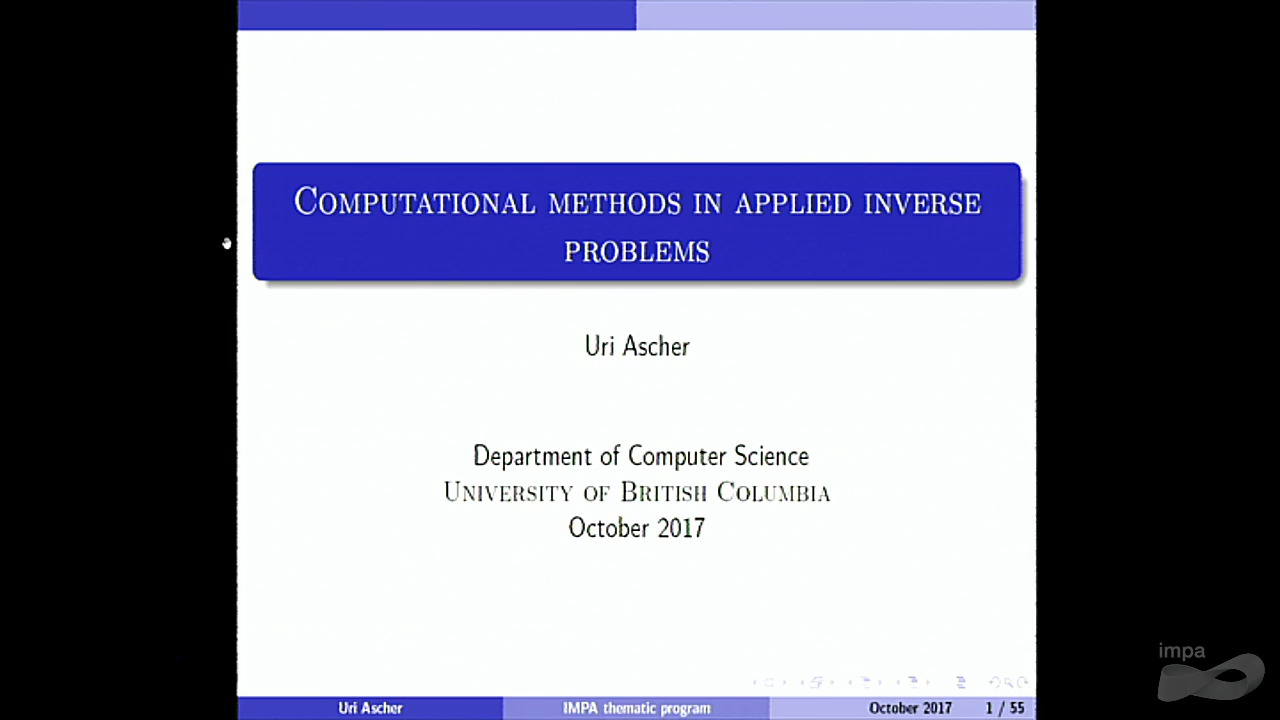 COMPUTATIONAL METHODS IN APPLIED INVERSE
PROBLEMS
Uri Ascher
Department of Computer Science
UNIVERSITY OF BRITISH COLUMBIA
October 2017
impa
Uri Ascher
IMPA thematic program
October 2017
1 / 55